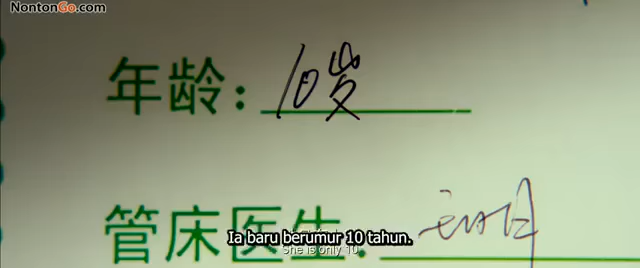 NontonGo.com
年龄：10岁
管床医生：
Ia baru berumur 10 tahun.
She is only 10